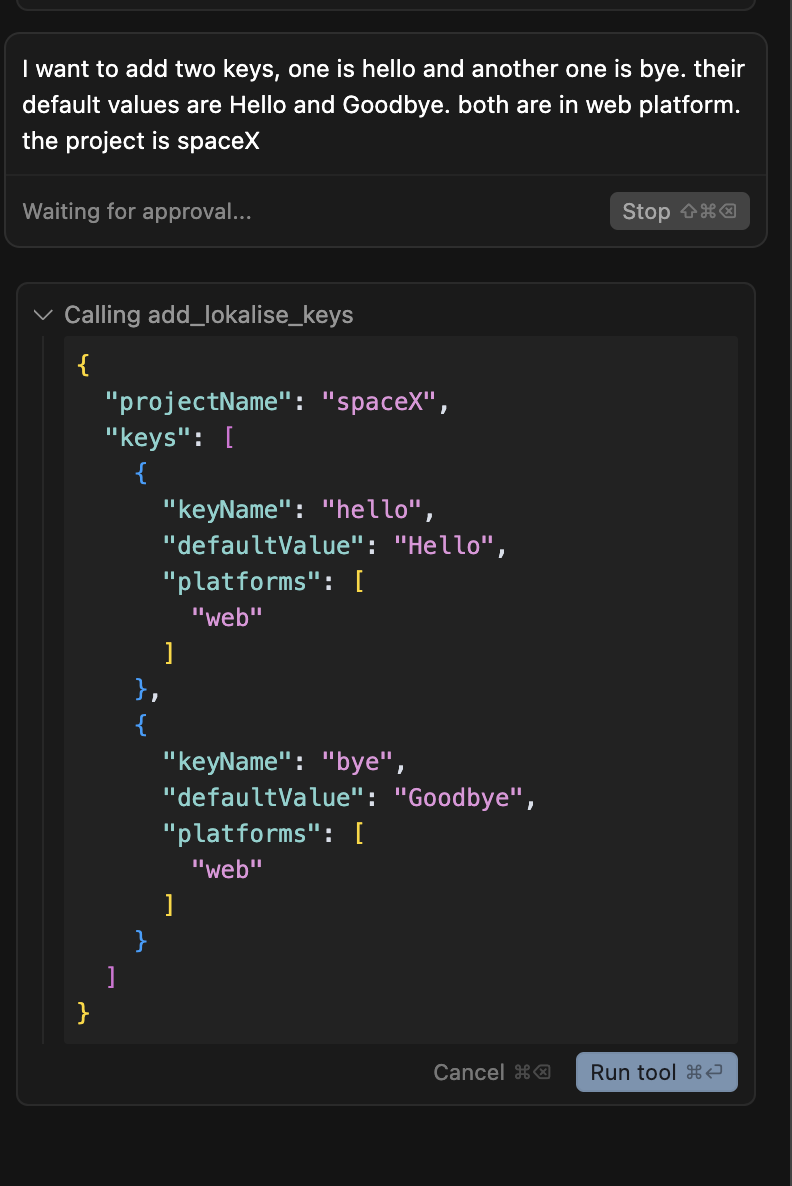 I want to add two keys, one is hello and another one is bye. their
default values are Hello and Goodbye. both are in web platform.
the project is spaceX
Waiting for approval...
Stop ⇧⌘⌫
Calling add_lokalise_keys
{
  "projectName": "spaceX",
  "keys": [
    {
      "keyName": "hello",
      "defaultValue": "Hello",
      "platforms": [
        "web"
      ]
    },
    {
      "keyName": "bye",
      "defaultValue": "Goodbye",
      "platforms": [
        "web"
      ]
    }
  ]
}
Cancel ⌘⌫ Run tool ⌘⏎